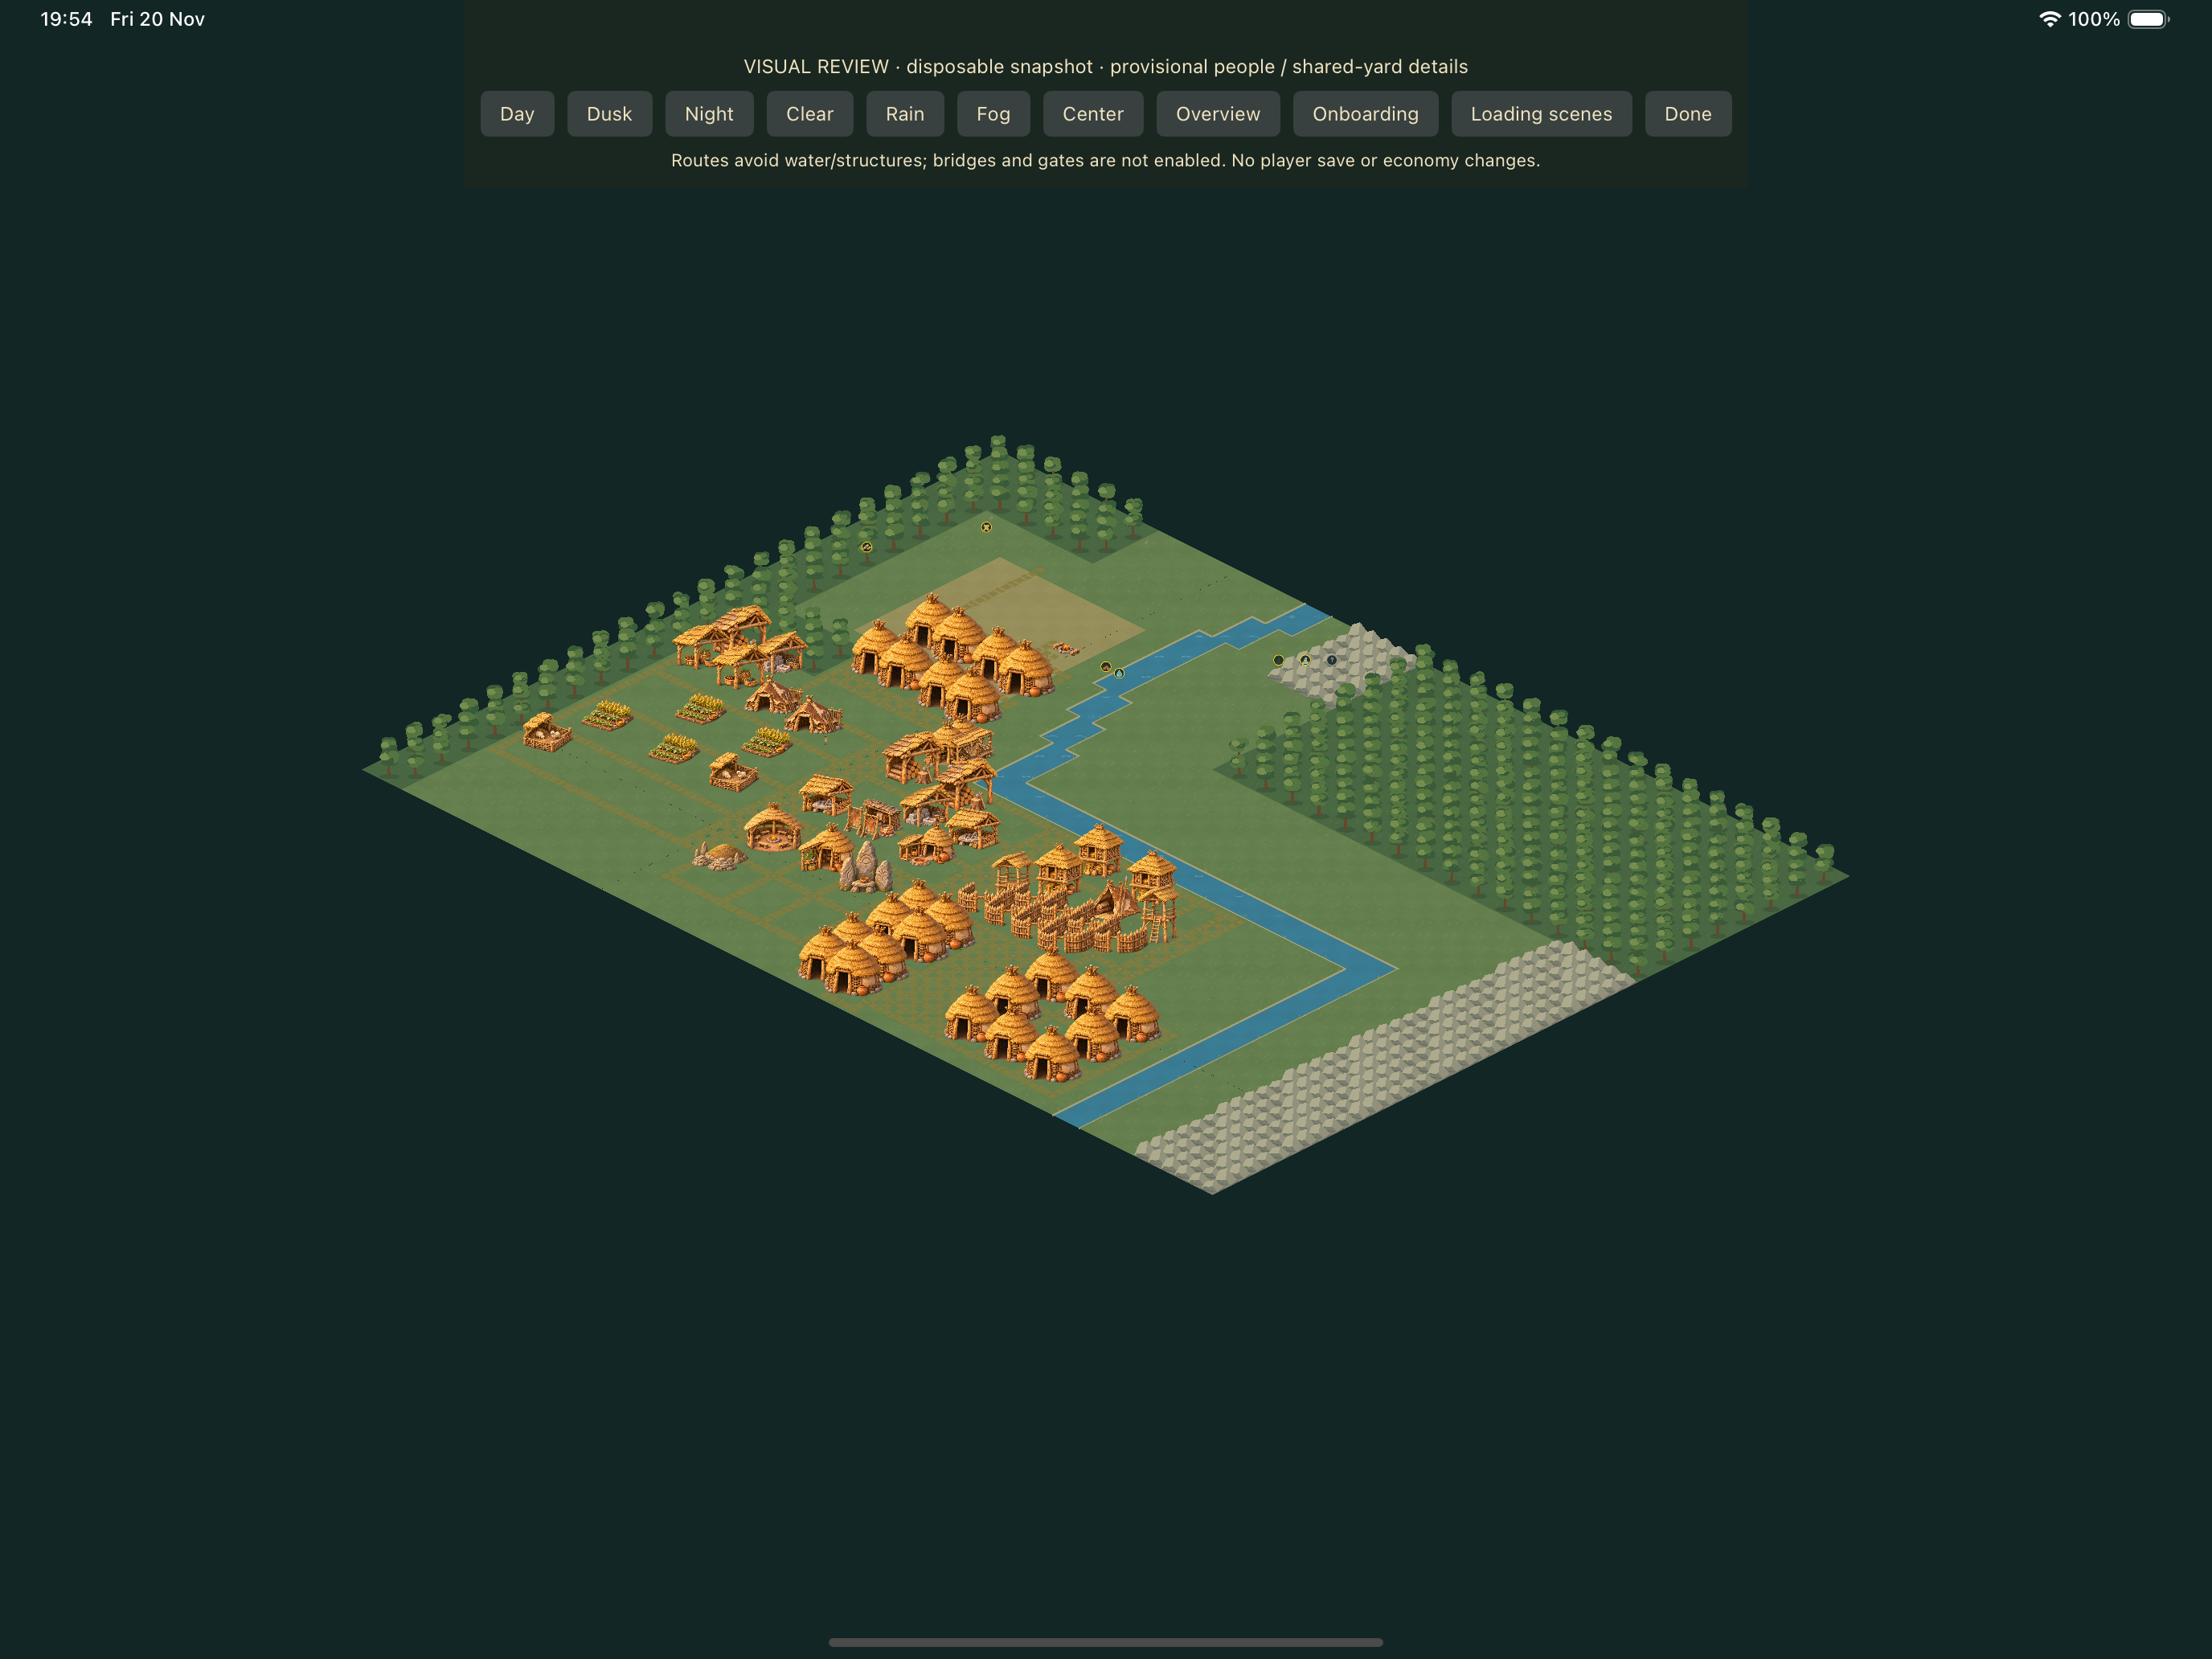 19:54 Fri 20 Nov
100%
VISUAL REVIEW · disposable snapshot · provisional people / shared-yard details
Day Dusk Night Clear Rain Fog Center Overview Onboarding Loading scenes Done
Routes avoid water/structures; bridges and gates are not enabled. No player save or economy changes.